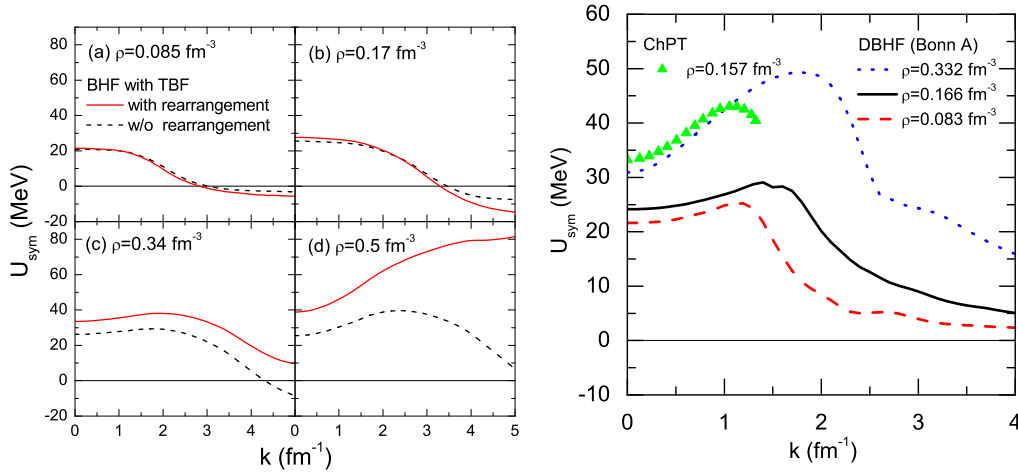 (a) ρ=0.085 fm⁻³
BHF with TBF
with rearrangement
w/o rearrangement
(b) ρ=0.17 fm⁻³
80
60
40
20
0
-20
(c) ρ=0.34 fm⁻³
(d) ρ=0.5 fm⁻³
80
60
40
20
0
-20
U_sym (MeV)
0 1 2 3 4 0 1 2 3 4 5
k (fm⁻¹)
ChPT
ρ=0.157 fm⁻³
DBHF (Bonn A)
ρ=0.332 fm⁻³
ρ=0.166 fm⁻³
ρ=0.083 fm⁻³
60
50
40
30
20
10
0
-10
U_sym (MeV)
0 1 2 3 4
k (fm⁻¹)